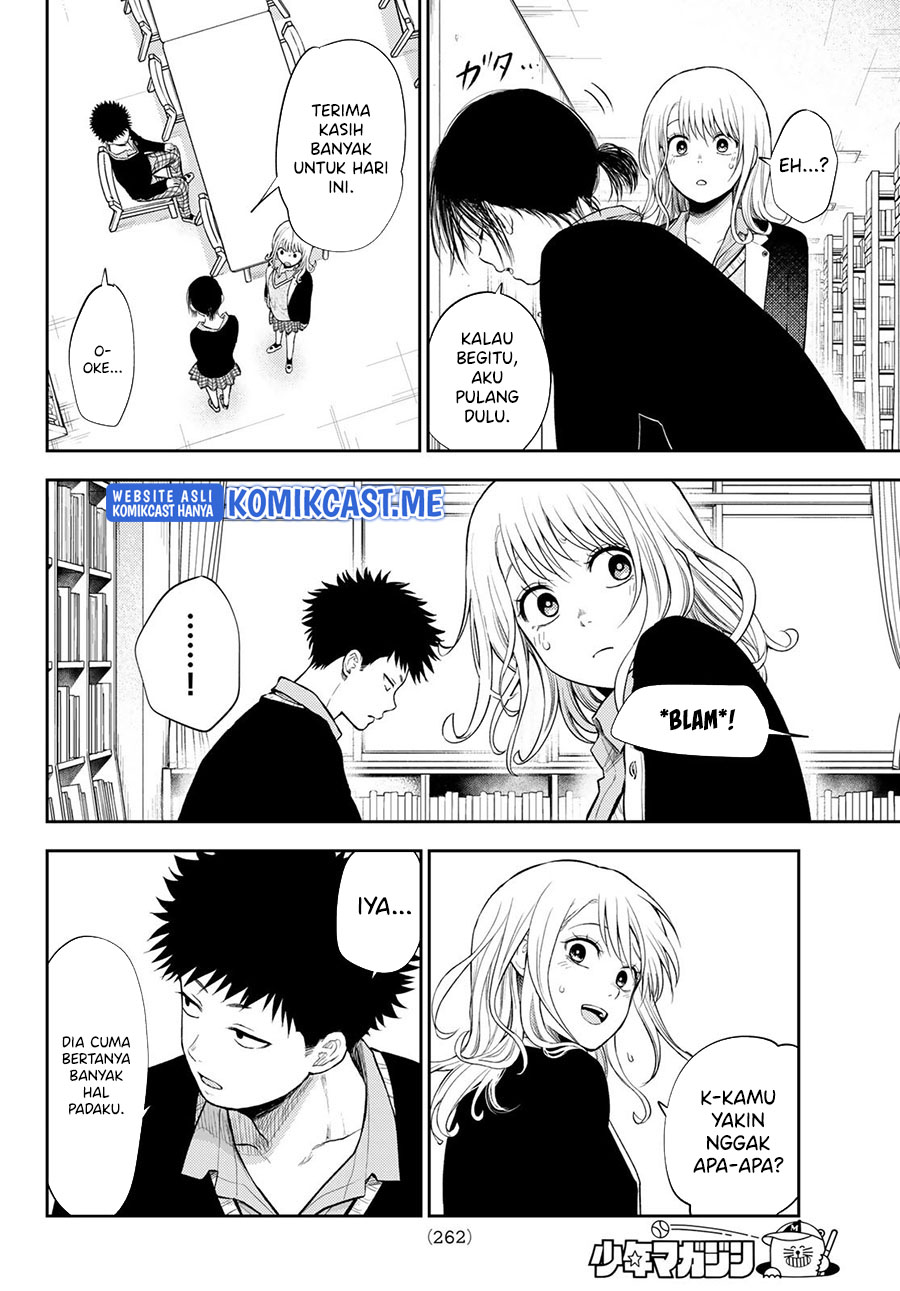 ガタ…
EH...?
KALAU
BEGITU,
AKU
PULANG
DULU.
TERIMA
KASIH
BANYAK
UNTUK HARI
INI.
O-
OKE...
WEBSITE ASLI
KOMIKCAST HANYA
KOMIKCAST.ME
*BLAM*!
........!
K-KAMU
YAKIN
NGGAK
APA-APA?
IYA...
DIA CUMA
BERTANYA
BANYAK
HAL
PADAKU.
(262)
少年マガジン
M